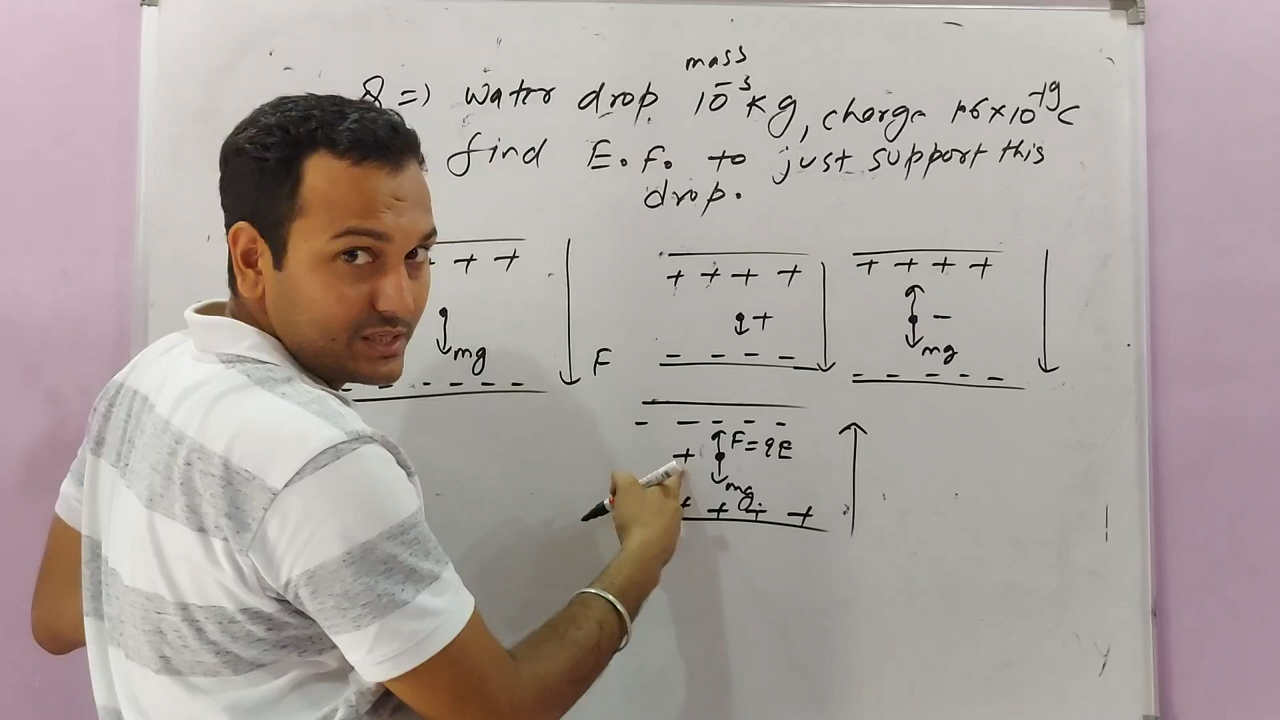 mass
Q => water drop 10⁻³ Kg, charge 1.6×10⁻¹⁹ C
find E.F. to just support this
drop.
+ +
mg
- - - - - -
F
+ + + +
+
- - - -
+ + + +
-
mg
- - - - -
- - - - -
+ F = qE
mg
+ + + +